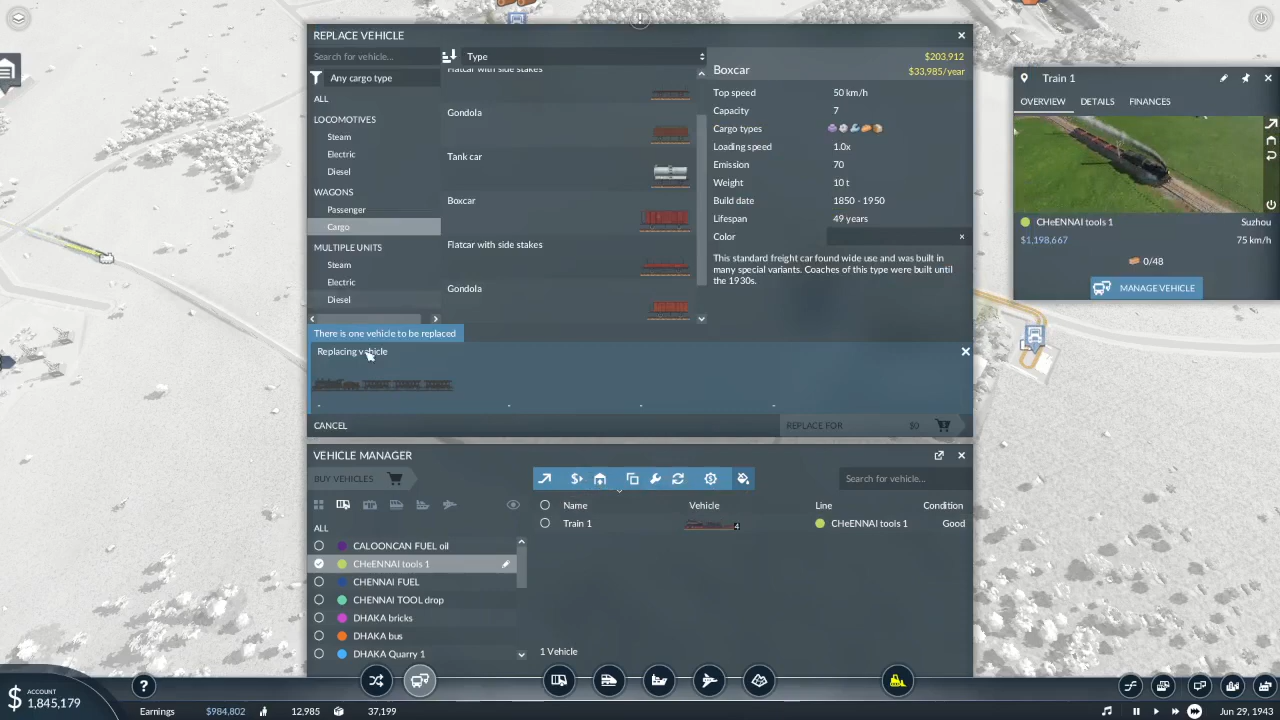 REPLACE VEHICLE
Search for vehicle...
Type
Any cargo type
ALL
LOCOMOTIVES
Steam
Electric
Diesel
WAGONS
Passenger
Cargo
MULTIPLE UNITS
Steam
Electric
Diesel
Flatcar with side stakes
Gondola
Tank car
Boxcar
Flatcar with side stakes
Gondola
$203,912
Boxcar
$33,985/year
Top speed 50 km/h
Capacity 7
Cargo types
Loading speed 1.0x
Emission 70
Weight 10 t
Build date 1850 - 1950
Lifespan 49 years
Color
This standard freight car found wide use and was built in
many special variants. Coaches of this type were built until
the 1930s.
There is one vehicle to be replaced
Replacing vehicle
- - - -
CANCEL
REPLACE FOR $0
Train 1
OVERVIEW DETAILS FINANCES
CHeENNAI tools 1 Suzhou
$1,198,667 75 km/h
0/48
MANAGE VEHICLE
VEHICLE MANAGER
BUY VEHICLES
Search for vehicle...
ALL
CALOONCAN FUEL oil
CHeENNAI tools 1
CHENNAI FUEL
CHENNAI TOOL drop
DHAKA bricks
DHAKA bus
DHAKA Quarry 1
Name Vehicle Line Condition
Train 1 4 CHeENNAI tools 1 Good
1 Vehicle
$ ACCOUNT
1,845,179
?
Earnings $984,802 12,985 37,199
Jun 29, 1943